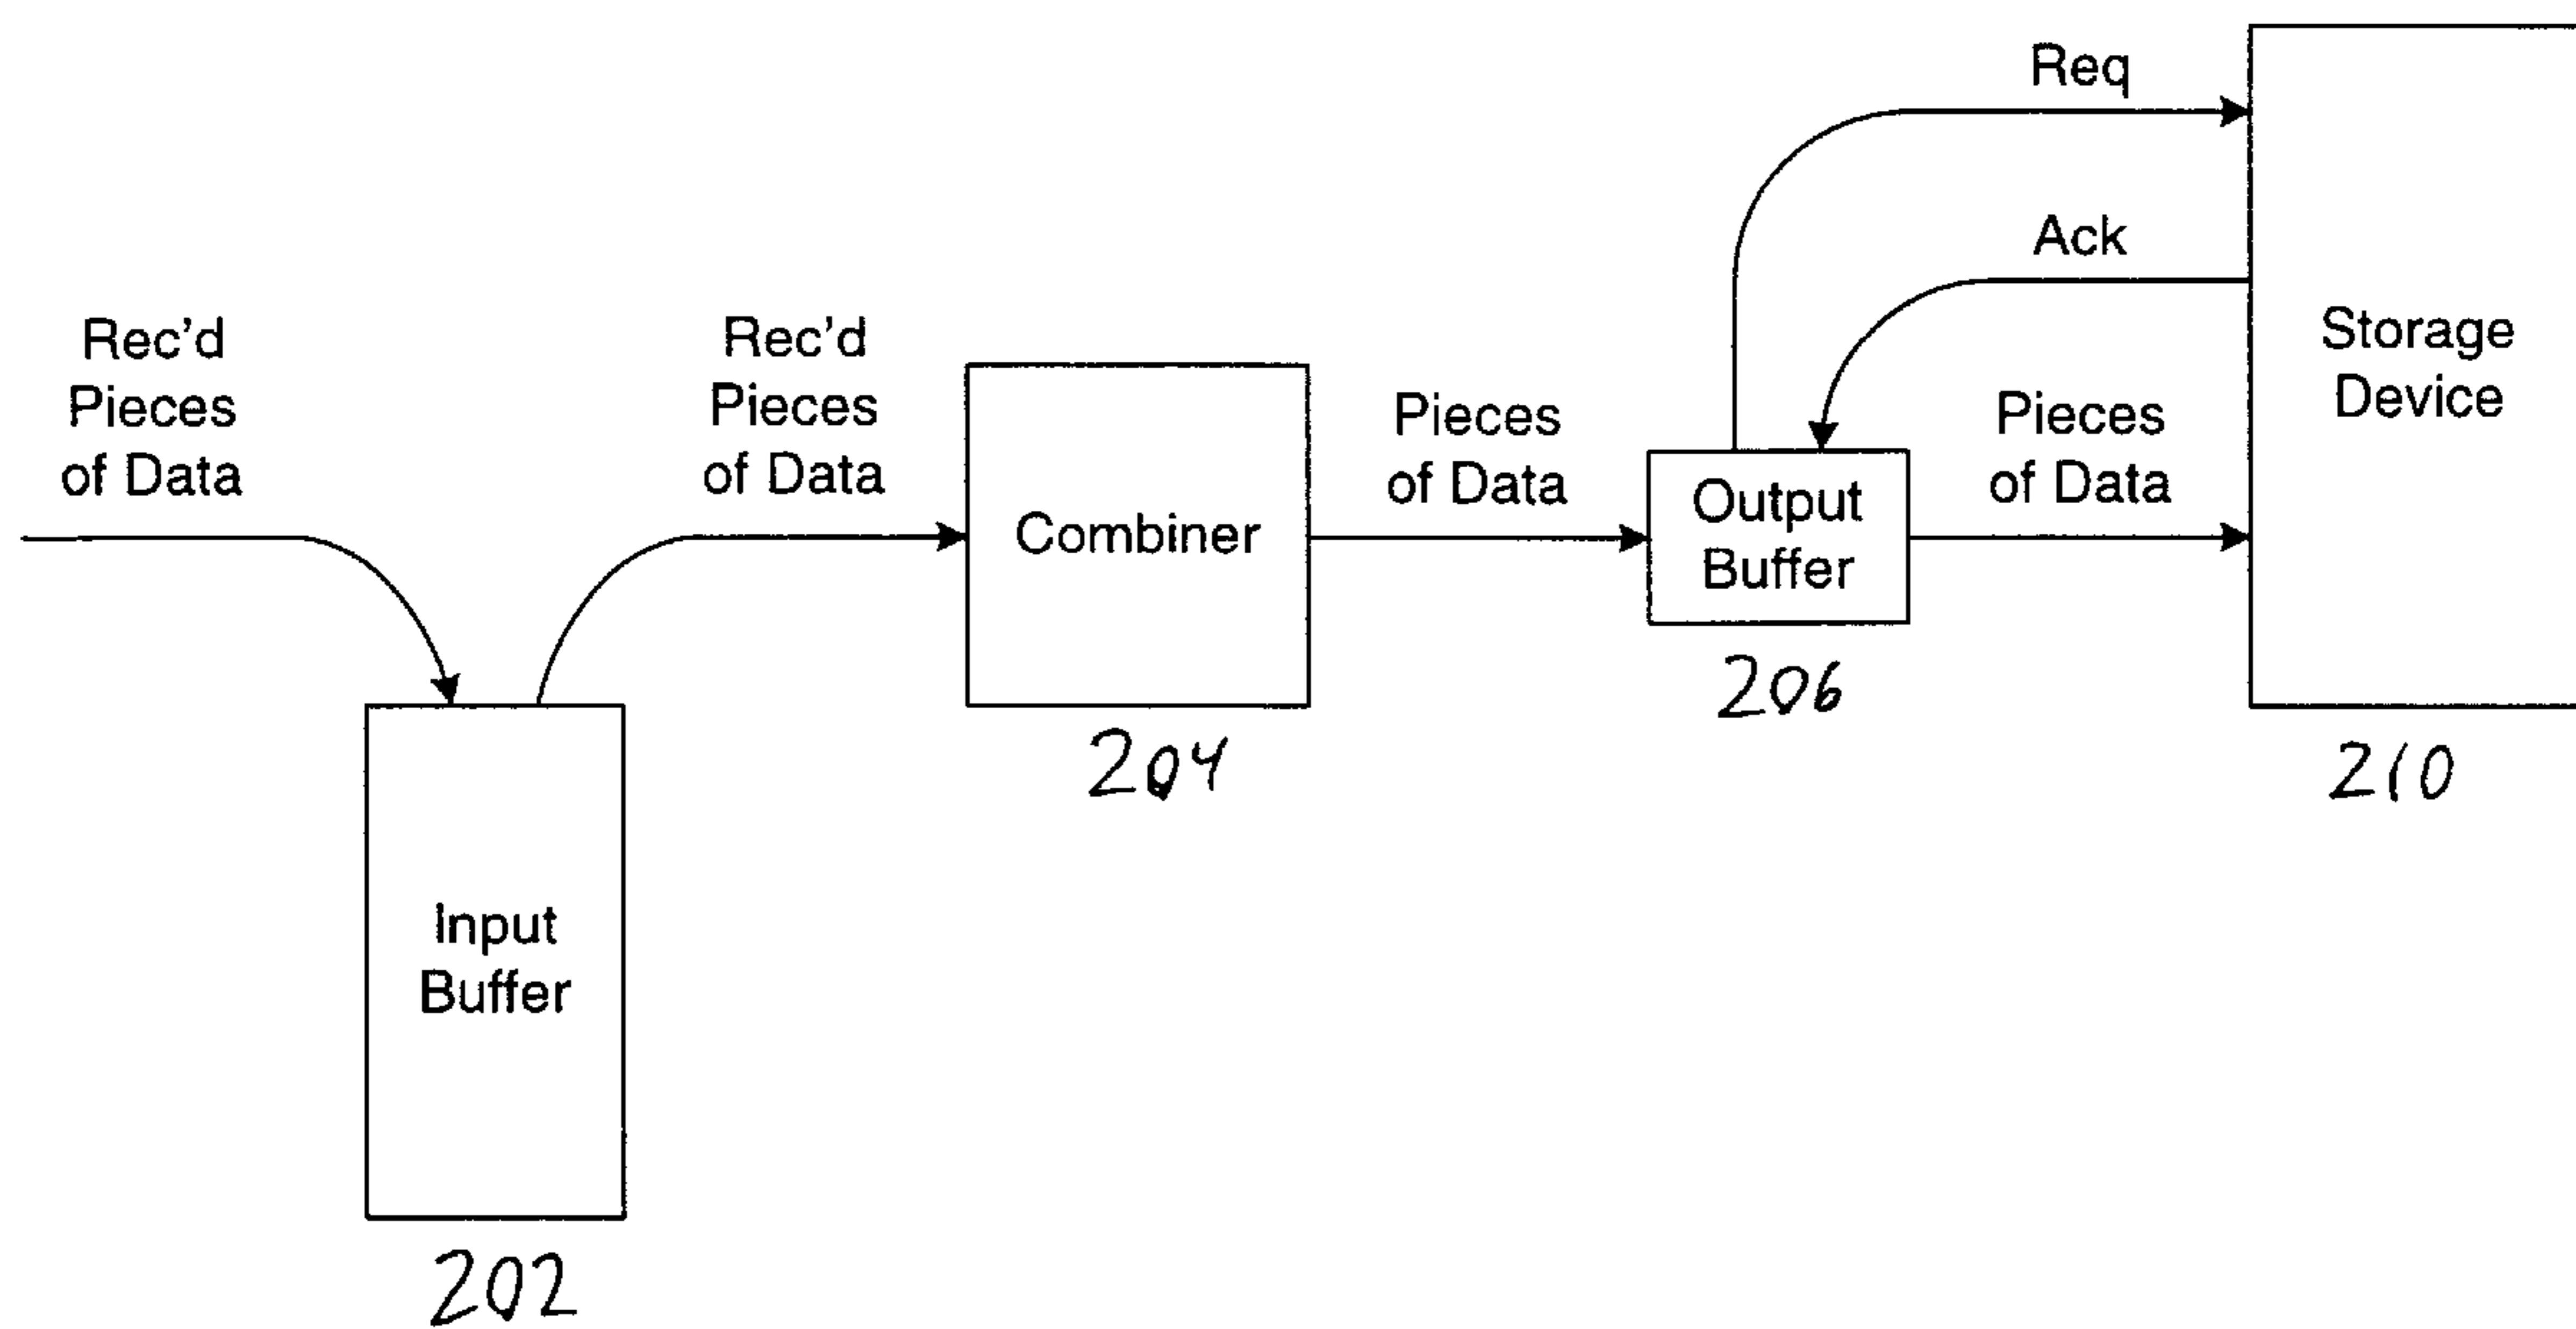 Req
Ack
Storage
Device
Rec'd
Pieces
of Data
Rec'd
Pieces
of Data
Combiner
204
Pieces
of Data
Output
Buffer
206
Pieces
of Data
210
Input
Buffer
202